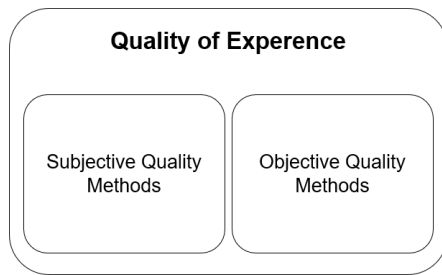 Quality of Experence
Subjective Quality
Methods
Objective Quality
Methods